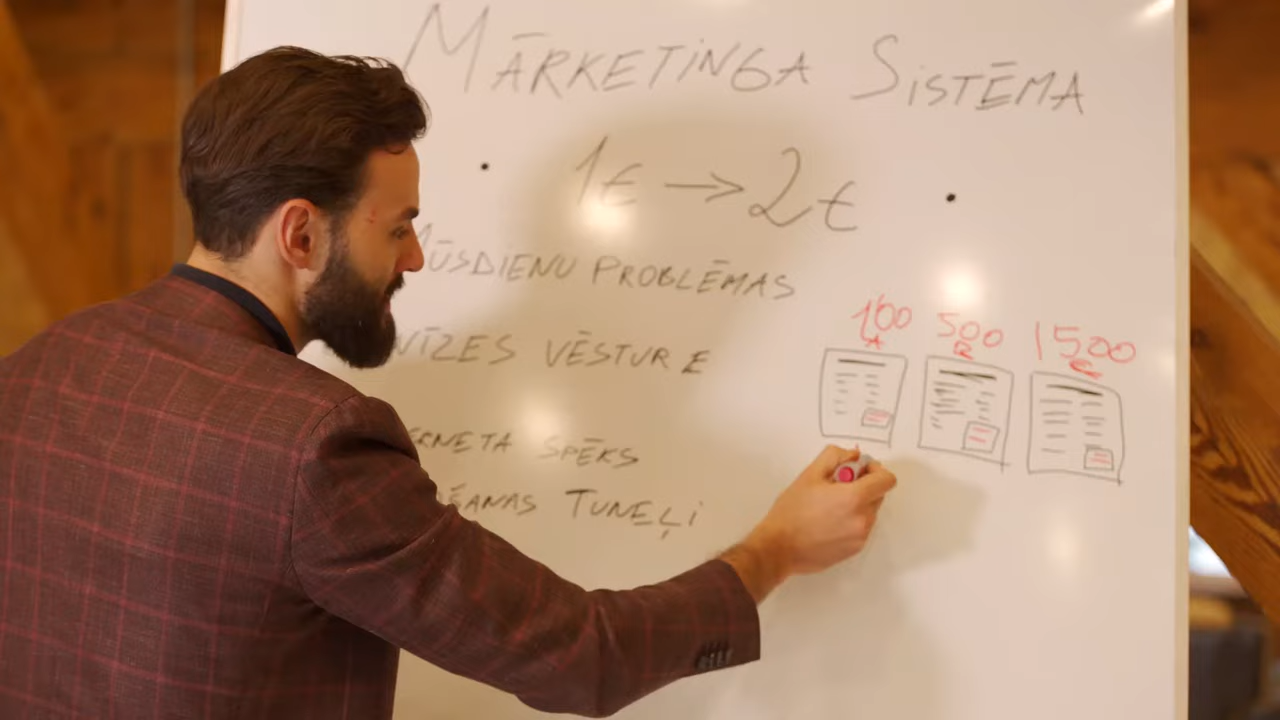 MĀRKETINGA SISTĒMA
1€ → 2€
MŪSDIENU PROBLĒMAS
VĒSTURE
SPĒKS
TUNEĻI
100 500 1500
A